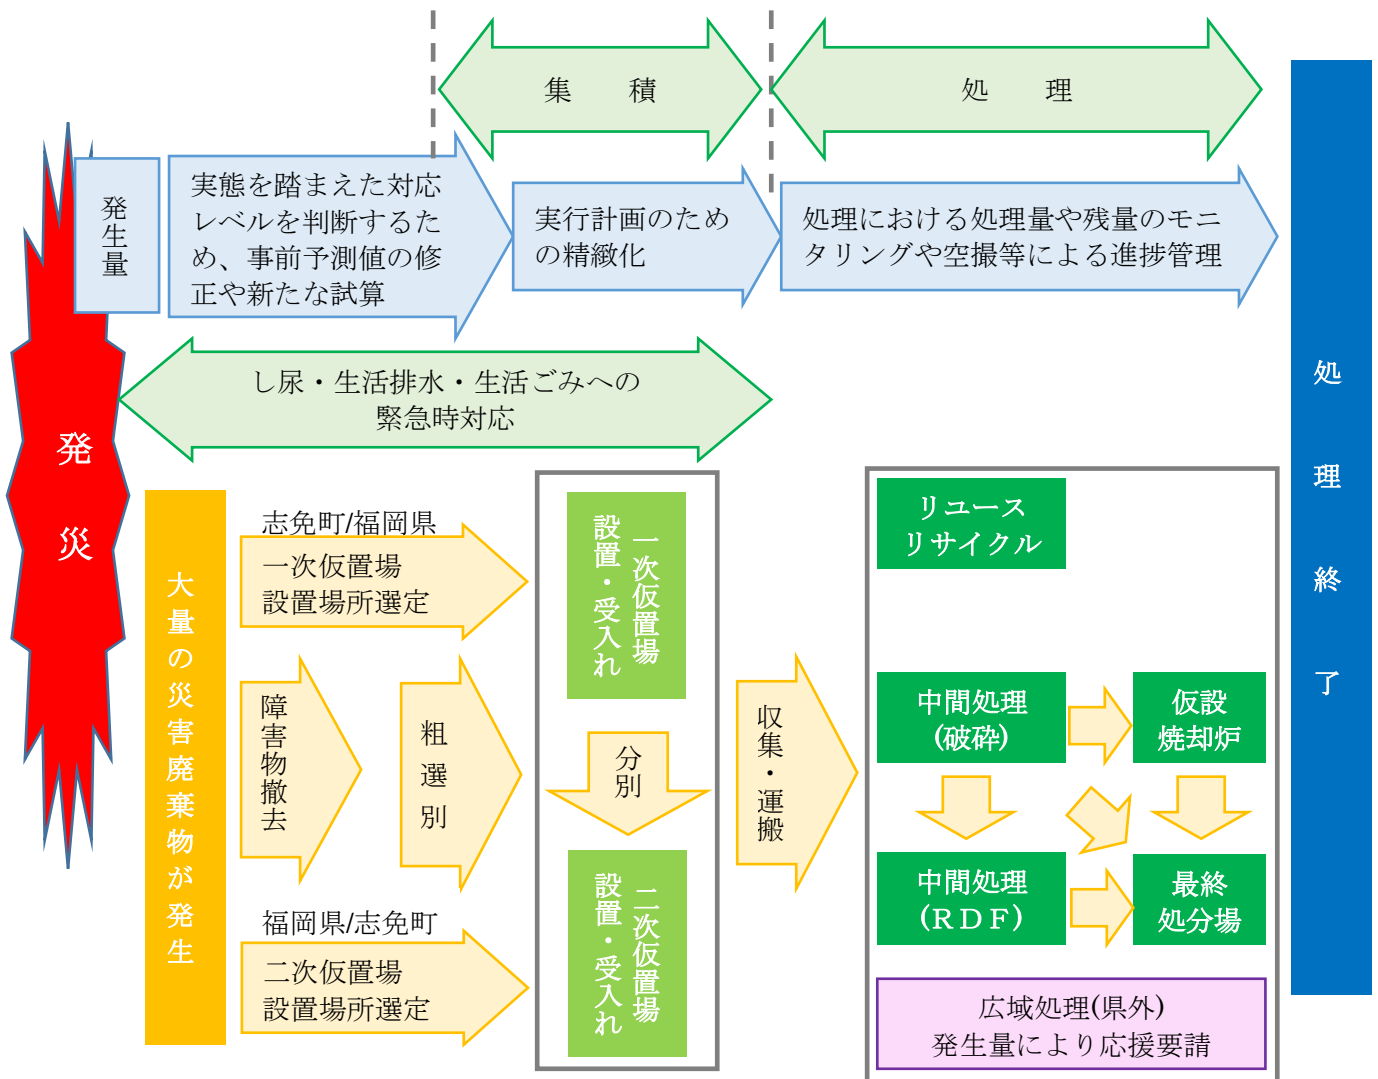 集　積
処　理
発生量
実態を踏まえた対応
レベルを判断するた
め、事前予測値の修
正や新たな試算
実行計画のため
の精緻化
処理における処理量や残量のモニ
タリングや空撮等による進捗管理
発災
し尿・生活排水・生活ごみへの
緊急時対応
処理終了
大量の災害廃棄物が発生
志免町/福岡県
一次仮置場
設置場所選定
障害物撤去
粗選別
福岡県/志免町
二次仮置場
設置場所選定
一次仮置場
設置・受入れ
分別
二次仮置場
設置・受入れ
収集・運搬
リユース
リサイクル
中間処理
(破砕)
仮設
焼却炉
中間処理
(ＲＤＦ)
最終
処分場
広域処理(県外)
発生量により応援要請